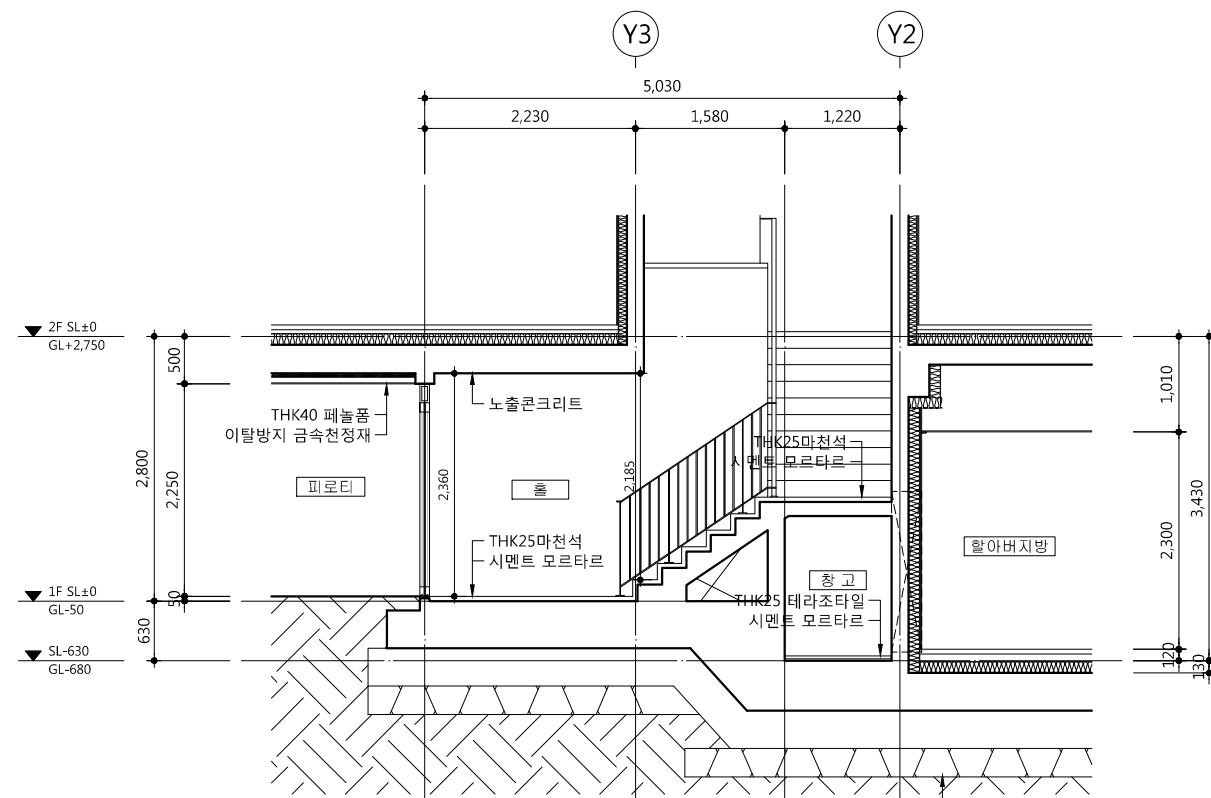 Y3
Y2
5,030
2,230
1,580
1,220
2F SL±0
GL+2,750
500
노출콘크리트
THK40 페놀폼
이탈방지 금속천정재
1,010
THK25마천석
시멘트 모르타르
2,800
2,250
피로티
2,360
홀
2,185
3,430
2,300
THK25마천석
시멘트 모르타르
할아버지방
창 고
1F SL±0
GL-50
50
THK25 테라조타일
시멘트 모르타르
630
SL-630
GL-680
120
130